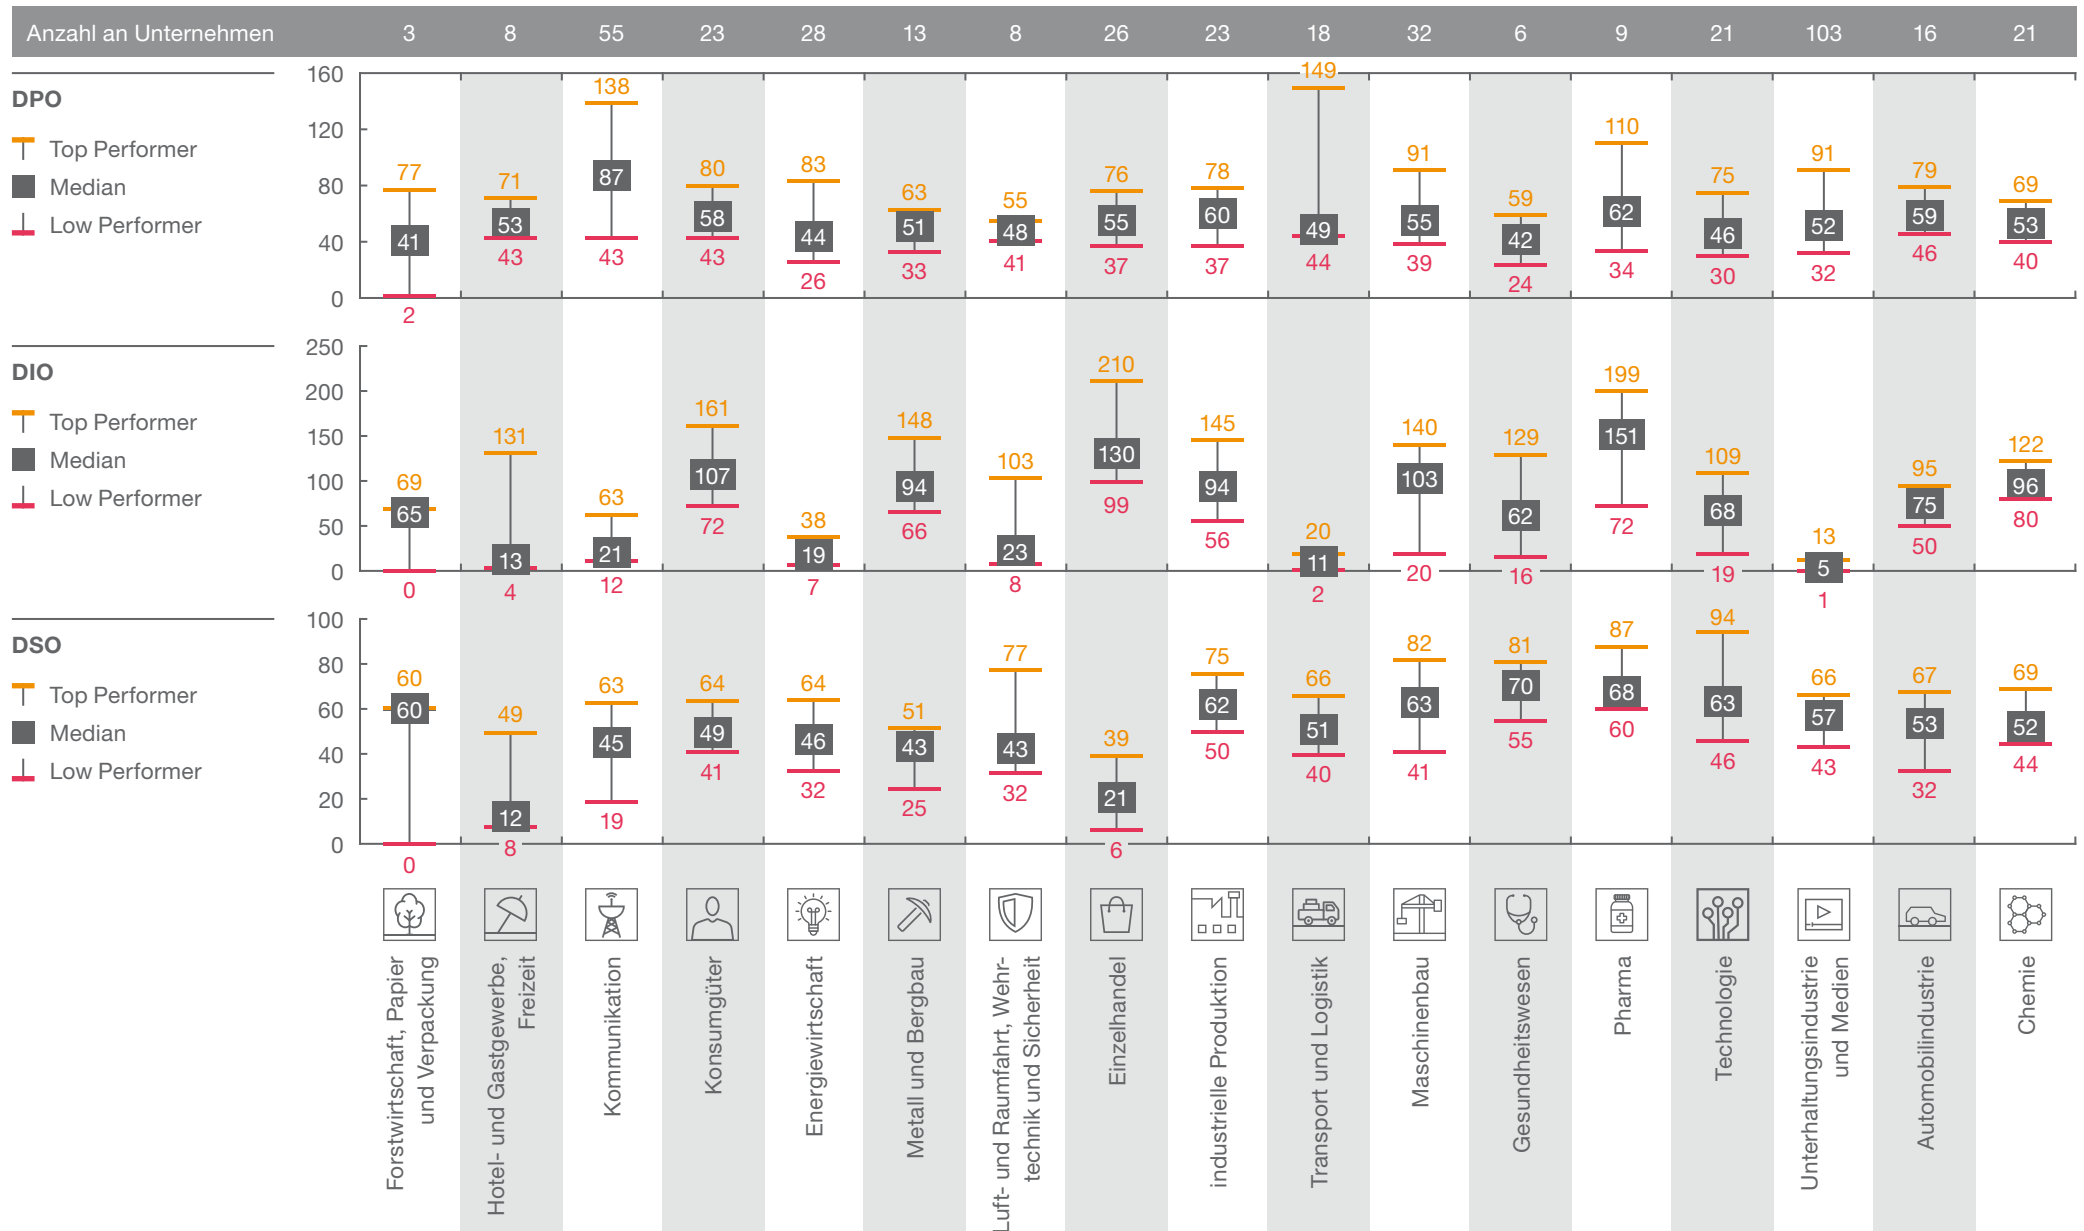 Anzahl an Unternehmen 3 8 55 23 28 13 8 26 23 18 32 6 9 21 103 16 21
DPO
Top Performer
Median
Low Performer
160
120
80
40
0
77 71 138 80 83 63 55 76 78 149 91 59 110 75 91 79 69
41 53 87 58 44 51 48 55 60 49 55 42 62 46 52 59 53
2 43 43 43 26 33 41 37 37 44 39 24 34 30 32 46 40
DIO
Top Performer
Median
Low Performer
250
200
150
100
50
0
69 131 63 161 38 148 103 210 145 20 140 129 199 109 13 95 122
65 13 21 107 19 94 23 130 94 11 103 62 151 68 5 75 96
0 4 12 72 7 66 8 99 56 2 20 16 72 19 1 50 80
DSO
Top Performer
Median
Low Performer
100
80
60
40
20
0
60 49 63 64 64 51 77 39 75 66 82 81 87 94 66 67 69
60 12 45 49 46 43 43 21 62 51 63 70 68 63 57 53 52
0 8 19 41 32 25 32 6 50 40 41 55 60 46 43 32 44
Forstwirtschaft, Papier
und Verpackung
Hotel- und Gastgewerbe,
Freizeit
Kommunikation
Konsumgüter
Energiewirtschaft
Metall und Bergbau
Luft- und Raumfahrt, Wehr-
technik und Sicherheit
Einzelhandel
industrielle Produktion
Transport und Logistik
Maschinenbau
Gesundheitswesen
Pharma
Technologie
Unterhaltungsindustrie
und Medien
Automobilindustrie
Chemie